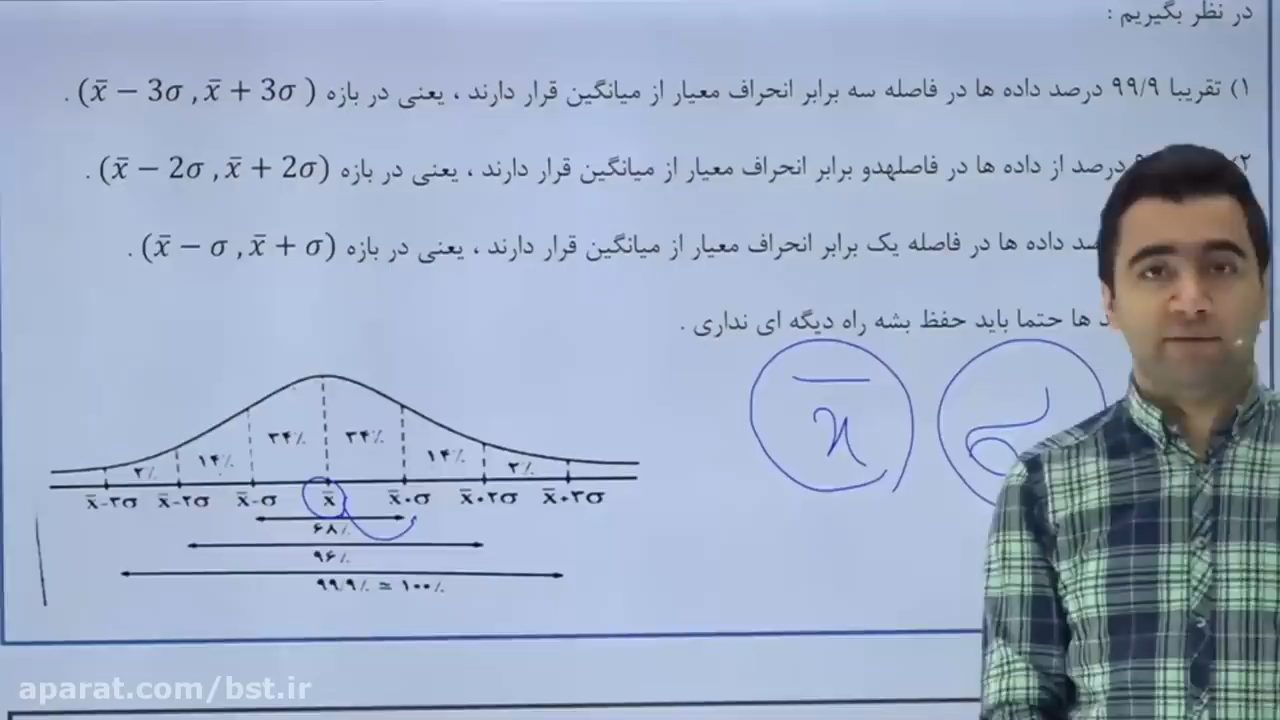 در نظر بگیریم :
۱) تقریبا ۹۹/۹ درصد داده ها در فاصله سه برابر انحراف معیار از میانگین قرار دارند ، یعنی در بازه (x̄ − 3σ , x̄ + 3σ) .
۲) درصد از داده ها در فاصلهدو برابر انحراف معیار از میانگین قرار دارند ، یعنی در بازه (x̄ − 2σ , x̄ + 2σ) .
داده ها در فاصله یک برابر انحراف معیار از میانگین قرار دارند ، یعنی در بازه (x̄ − σ , x̄ + σ) .
ها حتما باید حفظ بشه راه دیگه ای نداری .
x̄ σ
۳۴٪ ۳۴٪
۲٪ ۱۴٪ ۱۴٪ ۲٪
x̄-۳σ x̄-۲σ x̄-σ x̄ x̄+σ x̄+۲σ x̄+۳σ
۶۸٪
۹۶٪
۹۹/۹٪ ≃ ۱۰۰٪
aparat.com/bst.ir